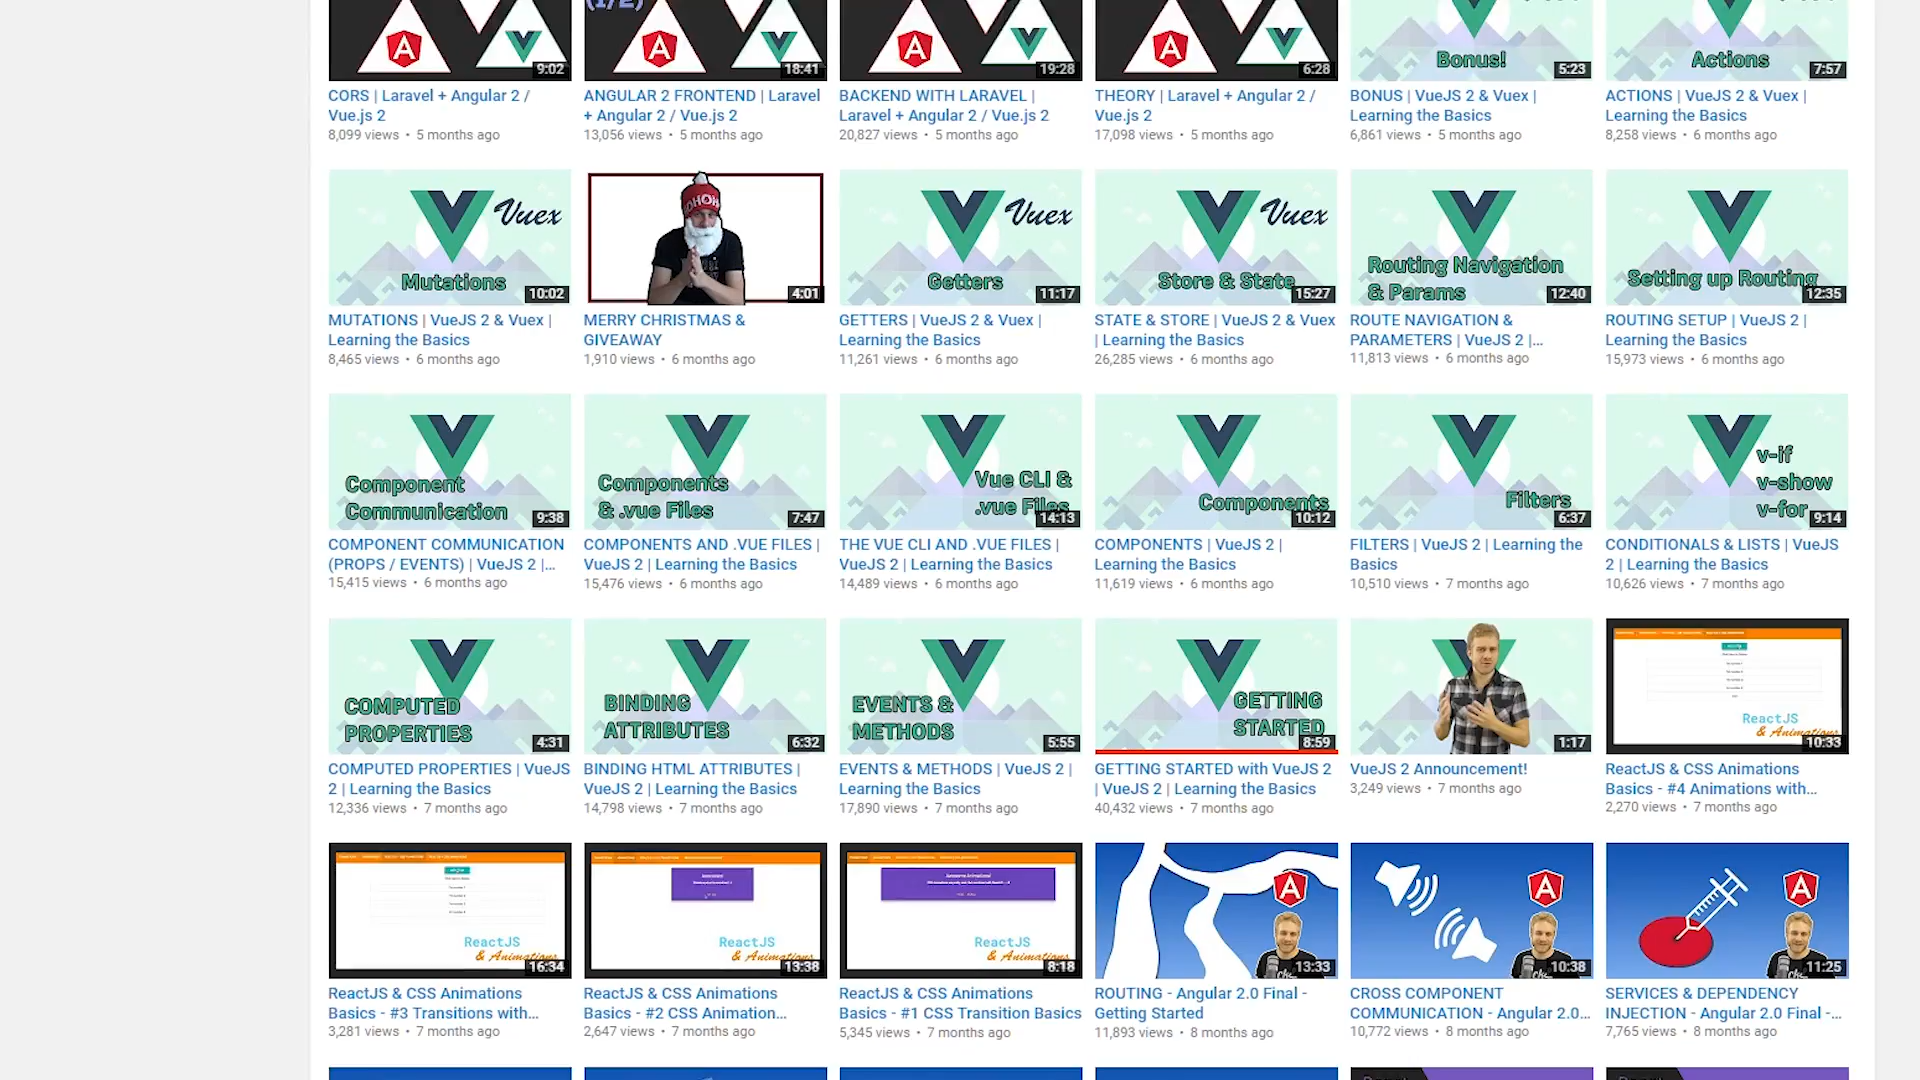 (1/2)
9:02
18:41
19:28
6:28
Bonus!
5:23
Actions
7:57
CORS | Laravel + Angular 2 /
Vue.js 2
8,099 views • 5 months ago
ANGULAR 2 FRONTEND | Laravel
+ Angular 2 / Vue.js 2
13,056 views • 5 months ago
BACKEND WITH LARAVEL |
Laravel + Angular 2 / Vue.js 2
20,827 views • 5 months ago
THEORY | Laravel + Angular 2 /
Vue.js 2
17,098 views • 5 months ago
BONUS | VueJS 2 & Vuex |
Learning the Basics
6,861 views • 5 months ago
ACTIONS | VueJS 2 & Vuex |
Learning the Basics
8,258 views • 6 months ago
Vuex
Mutations
10:02
MUTATIONS | VueJS 2 & Vuex |
Learning the Basics
8,465 views • 6 months ago
4:01
MERRY CHRISTMAS &
GIVEAWAY
1,910 views • 6 months ago
Vuex
Getters
11:17
GETTERS | VueJS 2 & Vuex |
Learning the Basics
11,261 views • 6 months ago
Vuex
Store & State
15:27
STATE & STORE | VueJS 2 & Vuex
| Learning the Basics
26,285 views • 6 months ago
Routing Navigation
& Params
12:40
ROUTE NAVIGATION &
PARAMETERS | VueJS 2 |...
11,813 views • 6 months ago
Setting up Routing
12:35
ROUTING SETUP | VueJS 2 |
Learning the Basics
15,973 views • 6 months ago
Component
Communication
9:38
COMPONENT COMMUNICATION
(PROPS / EVENTS) | VueJS 2 |...
15,415 views • 6 months ago
Components
& .vue Files
7:47
COMPONENTS AND .VUE FILES |
VueJS 2 | Learning the Basics
15,476 views • 6 months ago
Vue CLI &
.vue Files
14:13
THE VUE CLI AND .VUE FILES |
VueJS 2 | Learning the Basics
14,489 views • 6 months ago
Components
10:12
COMPONENTS | VueJS 2 |
Learning the Basics
11,619 views • 6 months ago
Filters
6:37
FILTERS | VueJS 2 | Learning the
Basics
10,510 views • 7 months ago
v-if
v-show
v-for
9:14
CONDITIONALS & LISTS | VueJS
2 | Learning the Basics
10,626 views • 7 months ago
COMPUTED
PROPERTIES
4:31
COMPUTED PROPERTIES | VueJS
2 | Learning the Basics
12,336 views • 7 months ago
BINDING
ATTRIBUTES
6:32
BINDING HTML ATTRIBUTES |
VueJS 2 | Learning the Basics
14,798 views • 7 months ago
EVENTS &
METHODS
5:55
EVENTS & METHODS | VueJS 2 |
Learning the Basics
17,890 views • 7 months ago
GETTING
STARTED
8:59
GETTING STARTED with VueJS 2
| VueJS 2 | Learning the Basics
40,432 views • 7 months ago
1:17
VueJS 2 Announcement!
3,249 views • 7 months ago
ReactJS
& Animations
10:33
ReactJS & CSS Animations
Basics - #4 Animations with...
2,270 views • 7 months ago
ReactJS
& Animations
16:34
ReactJS & CSS Animations
Basics - #3 Transitions with...
3,281 views • 7 months ago
ReactJS
& Animations
13:38
ReactJS & CSS Animations
Basics - #2 CSS Animation...
2,647 views • 7 months ago
ReactJS
& Animations
8:18
ReactJS & CSS Animations
Basics - #1 CSS Transition Basics
5,345 views • 7 months ago
13:33
ROUTING - Angular 2.0 Final -
Getting Started
11,893 views • 8 months ago
10:38
CROSS COMPONENT
COMMUNICATION - Angular 2.0...
10,772 views • 8 months ago
11:25
SERVICES & DEPENDENCY
INJECTION - Angular 2.0 Final -...
7,765 views • 8 months ago